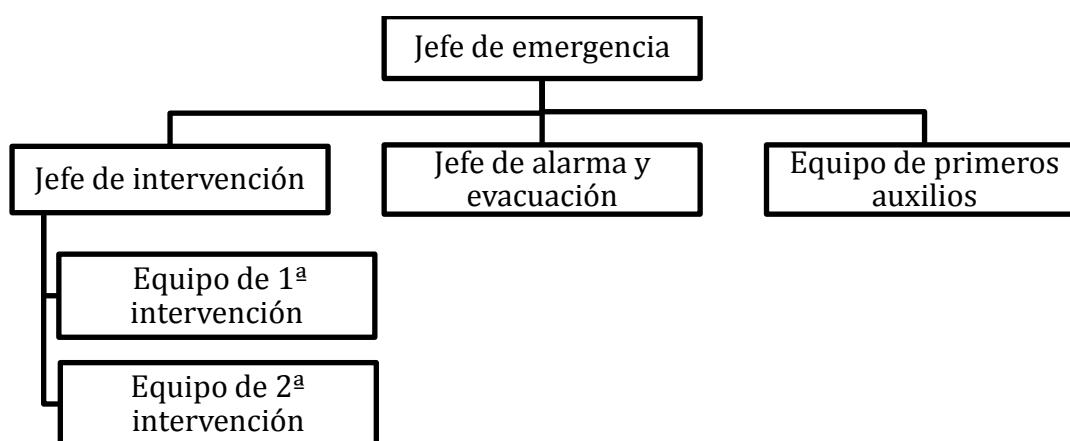 Jefe de emergencia
Jefe de intervención
Jefe de alarma y
evacuación
Equipo de primeros
auxilios
Equipo de 1ª
intervención
Equipo de 2ª
intervención